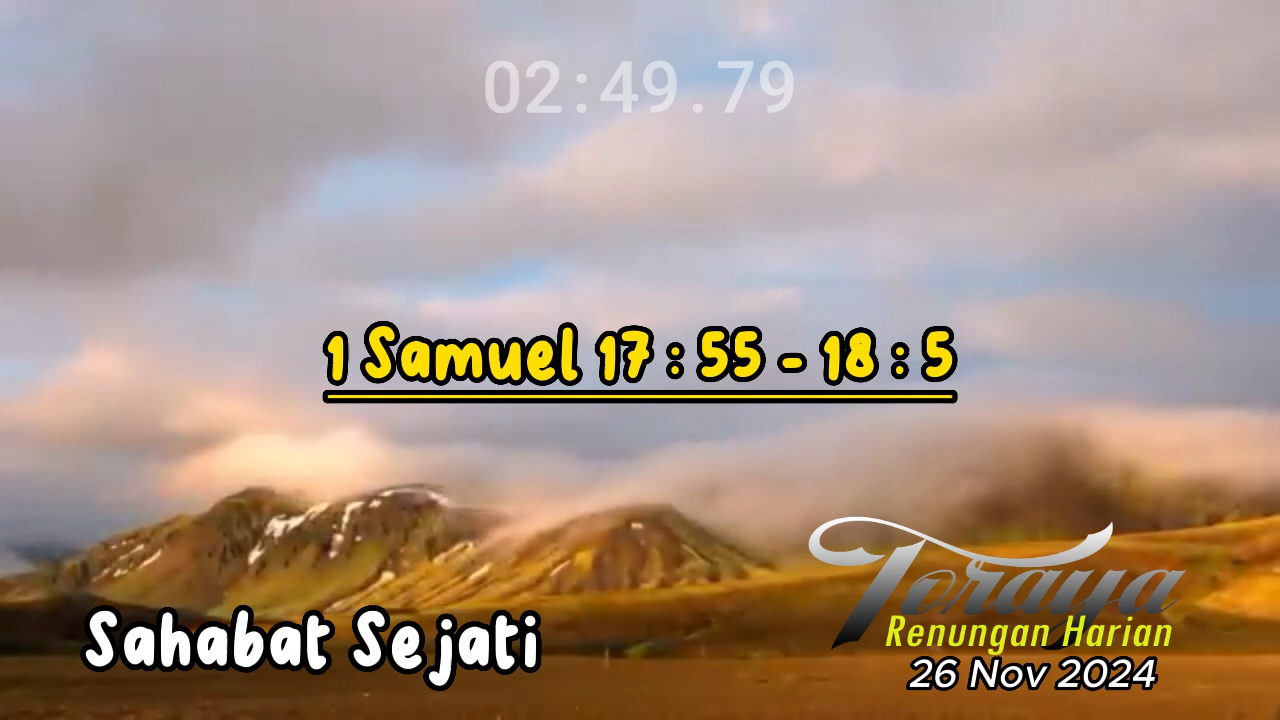 02:49.79
1 Samuel 17 : 55 - 18 : 5
Sahabat Sejati
Toraya
Renungan Harian
26 Nov 2024